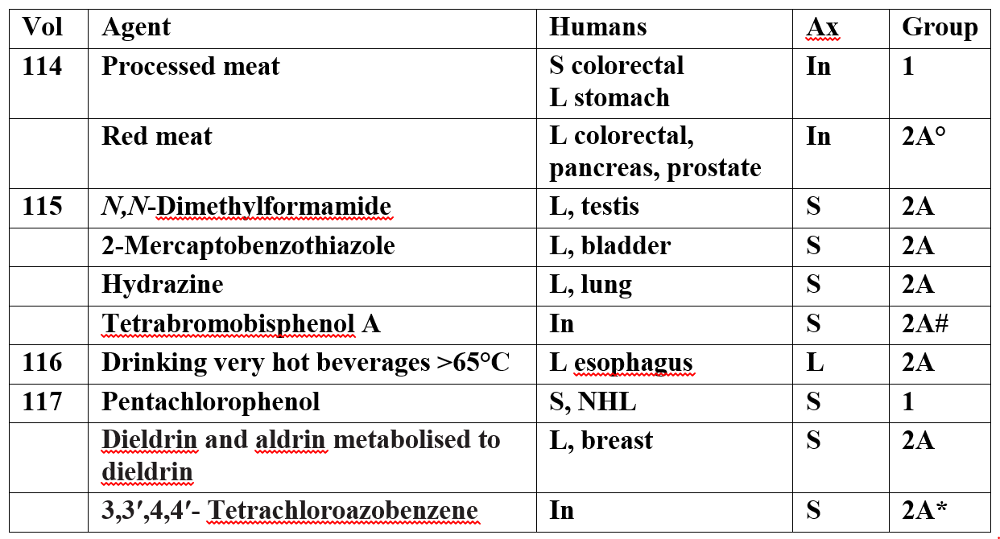 Vol Agent Humans Ax Group
114 Processed meat S colorectal In 1
L stomach
Red meat L colorectal, In 2A°
pancreas, prostate
115 N,N-Dimethylformamide L, testis S 2A
2-Mercaptobenzothiazole L, bladder S 2A
Hydrazine L, lung S 2A
Tetrabromobisphenol A In S 2A#
116 Drinking very hot beverages >65°C L esophagus L 2A
117 Pentachlorophenol S, NHL S 1
Dieldrin and aldrin metabolised to L, breast S 2A
dieldrin
3,3′,4,4′- Tetrachloroazobenzene In S 2A*